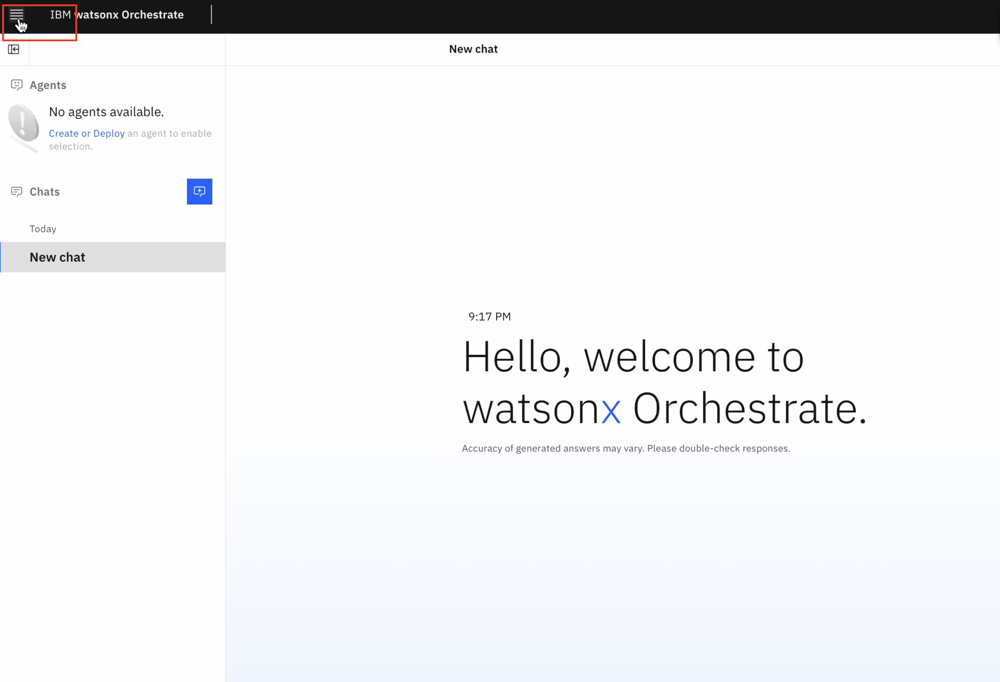 IBM watsonx Orchestrate
New chat
Agents
No agents available.
Create or Deploy an agent to enable
selection.
Chats
Today
New chat
9:17 PM
Hello, welcome to
watsonx Orchestrate.
Accuracy of generated answers may vary. Please double-check responses.